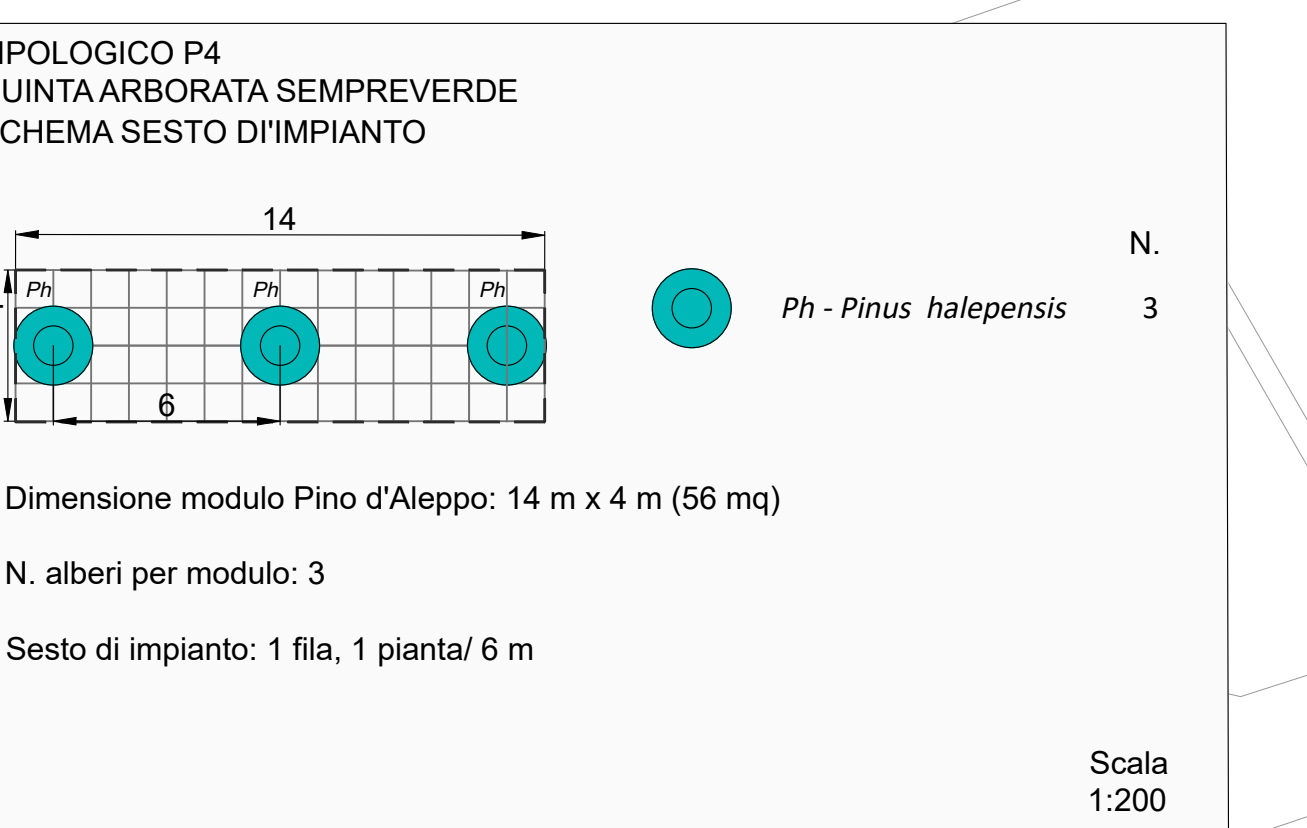 IPOLOGICO P4
UINTA ARBORATA SEMPREVERDE
CHEMA SESTO DI'IMPIANTO
14
N.
Ph Ph Ph
Ph - Pinus halepensis 3
6
Dimensione modulo Pino d'Aleppo: 14 m x 4 m (56 mq)
N. alberi per modulo: 3
Sesto di impianto: 1 fila, 1 pianta/ 6 m
Scala
1:200